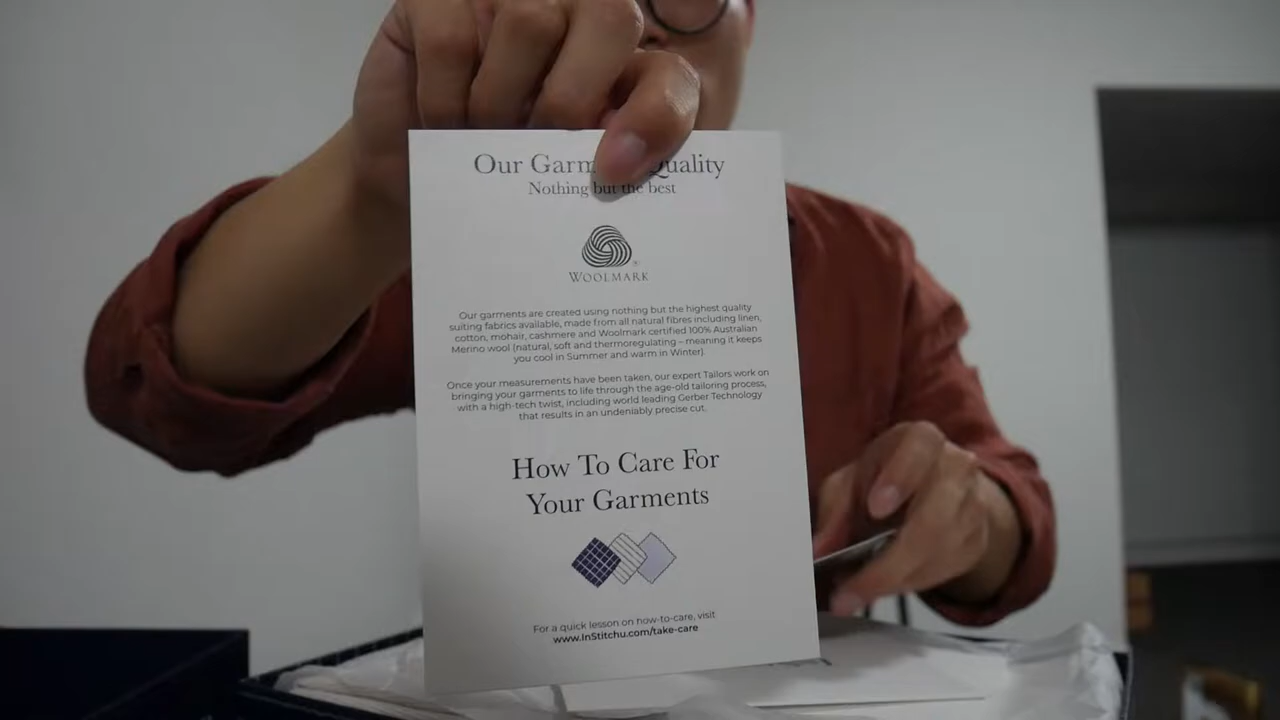 Our Garm Quality
Nothing but the best
WOOLMARK
Our garments are created using nothing but the highest quality
suiting fabrics available, made from all natural fibres including linen,
cotton, mohair, cashmere and Woolmark certified 100% Australian
Merino wool (natural, soft and thermoregulating – meaning it keeps
you cool in Summer and warm in Winter).
Once your measurements have been taken, our expert Tailors work on
bringing your garments to life through the age-old tailoring process,
with a high-tech twist, including world leading Gerber Technology
that results in an undeniably precise cut.
How To Care For
Your Garments
For a quick lesson on how-to-care, visit
www.InStitchu.com/take-care